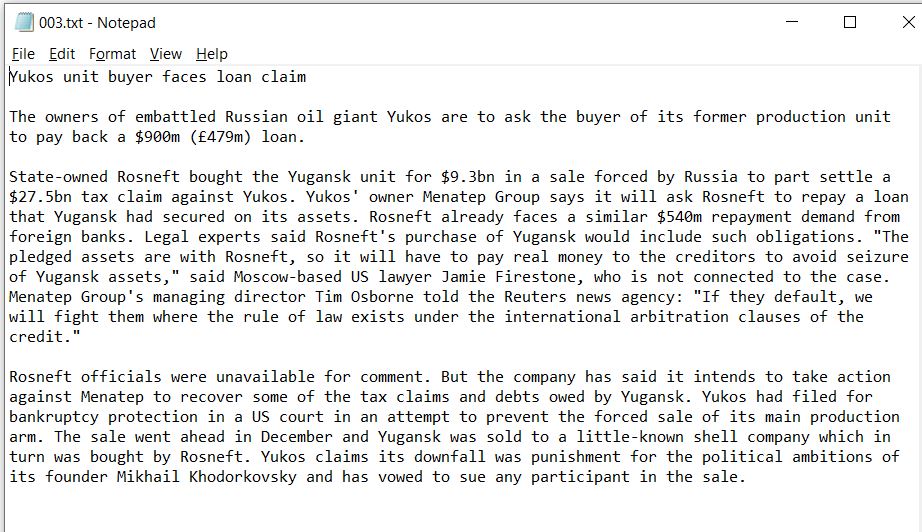 003.txt - Notepad
File Edit Format View Help
Yukos unit buyer faces loan claim
The owners of embattled Russian oil giant Yukos are to ask the buyer of its former production unit
to pay back a $900m (£479m) loan.
State-owned Rosneft bought the Yugansk unit for $9.3bn in a sale forced by Russia to part settle a
$27.5bn tax claim against Yukos. Yukos' owner Menatep Group says it will ask Rosneft to repay a loan
that Yugansk had secured on its assets. Rosneft already faces a similar $540m repayment demand from
foreign banks. Legal experts said Rosneft's purchase of Yugansk would include such obligations. "The
pledged assets are with Rosneft, so it will have to pay real money to the creditors to avoid seizure
of Yugansk assets," said Moscow-based US lawyer Jamie Firestone, who is not connected to the case.
Menatep Group's managing director Tim Osborne told the Reuters news agency: "If they default, we
will fight them where the rule of law exists under the international arbitration clauses of the
credit."
Rosneft officials were unavailable for comment. But the company has said it intends to take action
against Menatep to recover some of the tax claims and debts owed by Yugansk. Yukos had filed for
bankruptcy protection in a US court in an attempt to prevent the forced sale of its main production
arm. The sale went ahead in December and Yugansk was sold to a little-known shell company which in
turn was bought by Rosneft. Yukos claims its downfall was punishment for the political ambitions of
its founder Mikhail Khodorkovsky and has vowed to sue any participant in the sale.